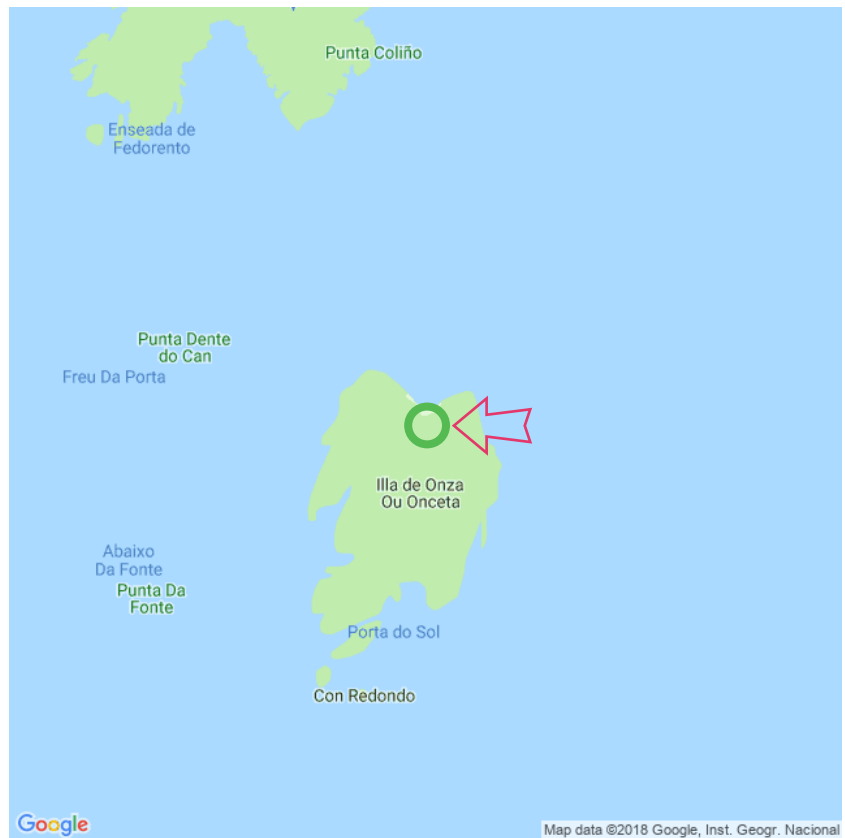 Punta Coliño
Enseada de
Fedorento
Punta Dente
do Can
Freu Da Porta
Illa de Onza
Ou Onceta
Abaixo
Da Fonte
Punta Da
Fonte
Porta do Sol
Con Redondo
Google
Map data ©2018 Google, Inst. Geogr. Nacional